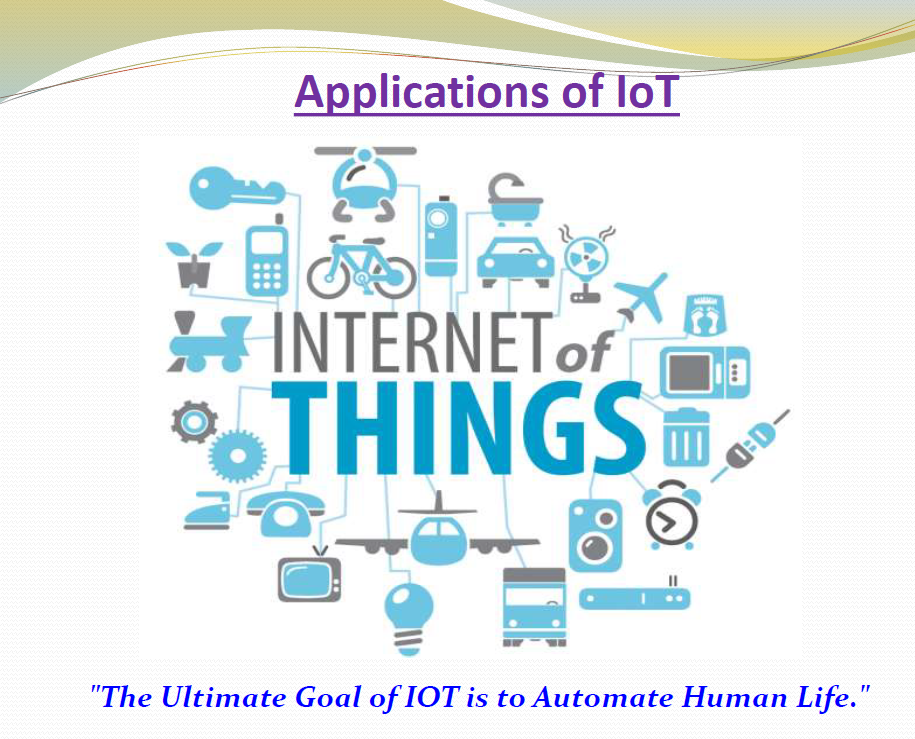 Applications of IoT
INTERNET of
THINGS
"The Ultimate Goal of IOT is to Automate Human Life."